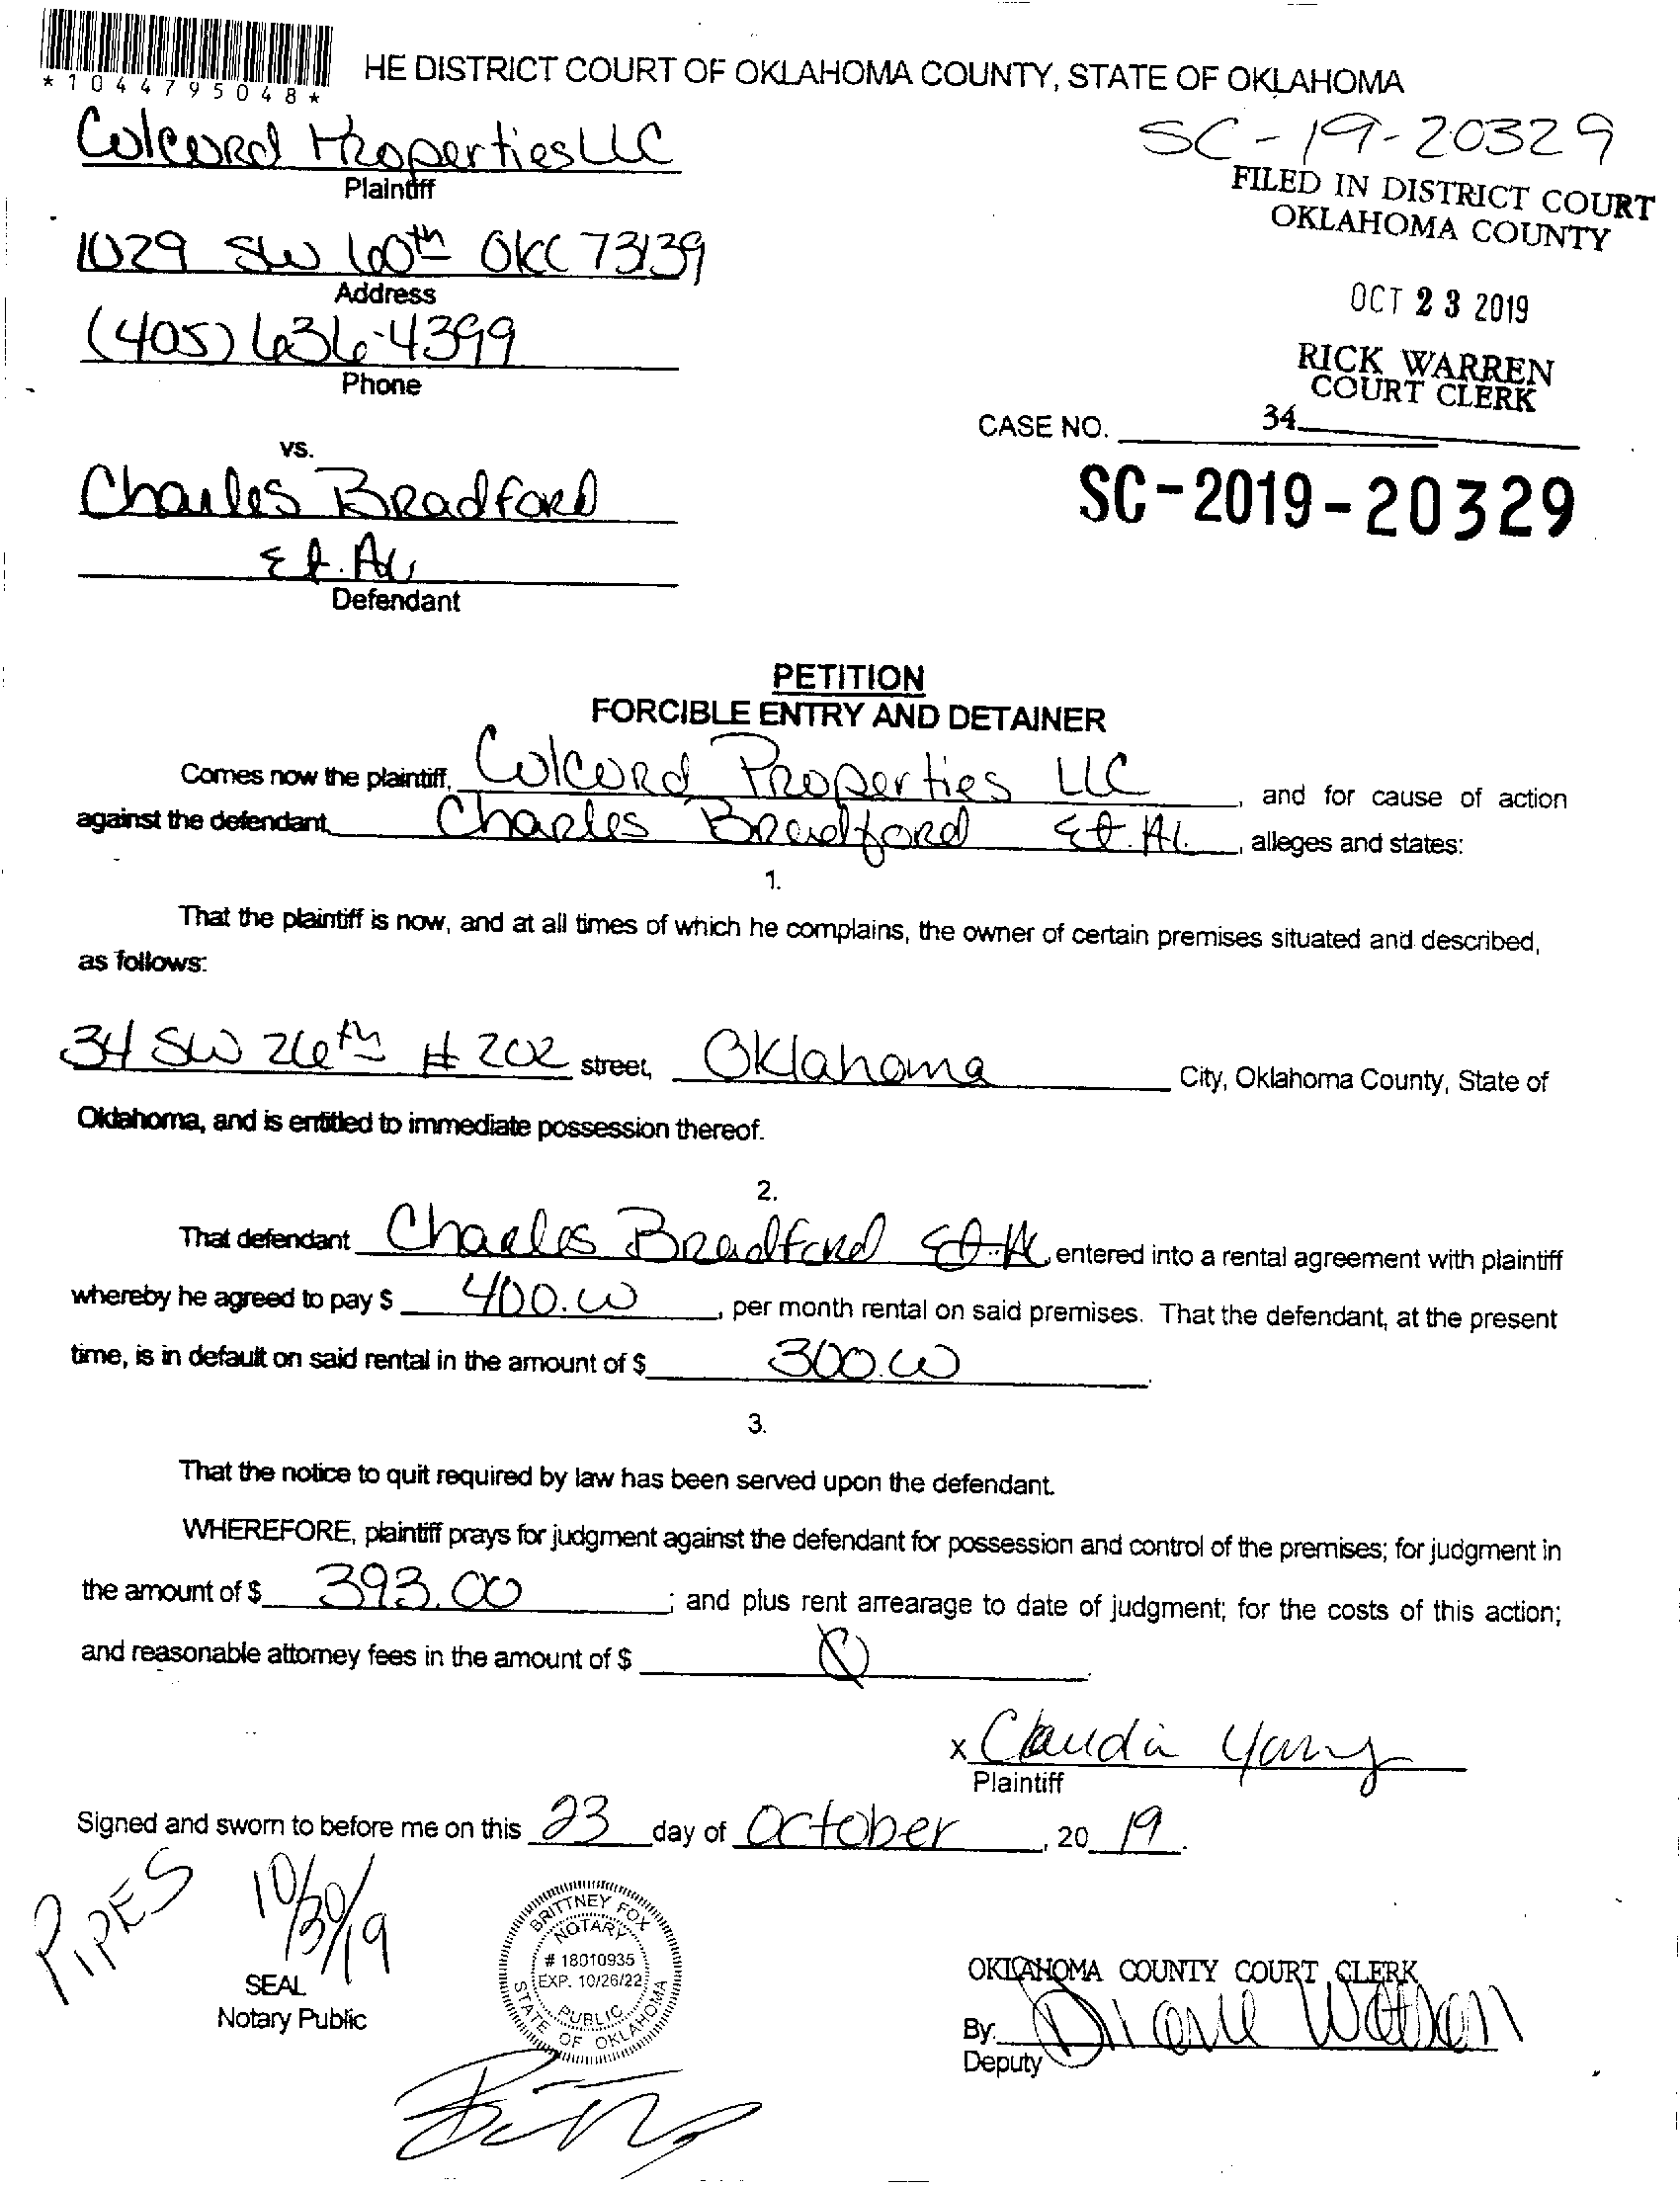 *1044795048*
HE DISTRICT COURT OF OKLAHOMA COUNTY, STATE OF OKLAHOMA
Colcord Properties LLC
Plaintiff
SC-19-20329
FILED IN DISTRICT COURT
OKLAHOMA COUNTY
1029 SW 60th OKC 73139
Address
OCT 23 2019
(405) 636-4399
Phone
RICK WARREN
COURT CLERK
CASE NO.
34
vs.
Charles Bradford
SC-2019-20329
Et. Al
Defendant
PETITION
FORCIBLE ENTRY AND DETAINER
Comes now the plaintiff, Colcord Properties LLC, and for cause of action
against the defendant, Charles Bradford Et. Al., alleges and states:
1.
That the plaintiff is now, and at all times of which he complains, the owner of certain premises situated and described,
as follows:
34 SW 26th # 202 street, Oklahoma City, Oklahoma County, State of
Oklahoma, and is entitled to immediate possession thereof.
2.
That defendant Charles Bradford Et. Al, entered into a rental agreement with plaintiff
whereby he agreed to pay $ 400.00, per month rental on said premises. That the defendant, at the present
time, is in default on said rental in the amount of $ 300.00.
3.
That the notice to quit required by law has been served upon the defendant.
WHEREFORE, plaintiff prays for judgment against the defendant for possession and control of the premises; for judgment in
the amount of $ 393.00; and plus rent arrearage to date of judgment; for the costs of this action;
and reasonable attorney fees in the amount of $
x Claudia Yany
Plaintiff
Signed and sworn to before me on this 23 day of October, 2019.
PIPES 10/30/19
BRITTNEY FOX
NOTARY
# 18010935
EXP. 10/26/22
PUBLIC
STATE OF OKLAHOMA
SEAL
Notary Public
OKLAHOMA COUNTY COURT CLERK
By: Diane
Deputy